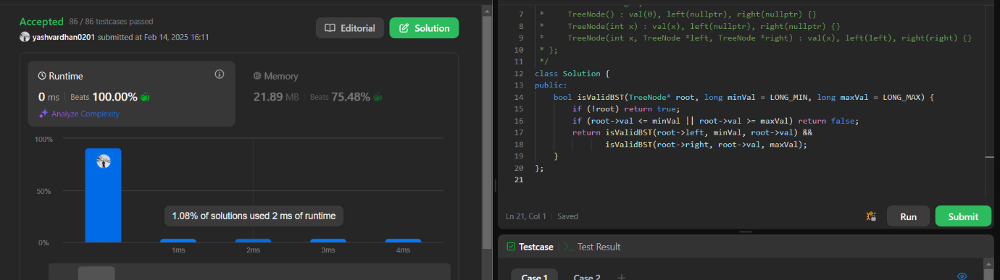 Accepted 86 / 86 testcases passed
yashvardhan0201 submitted at Feb 14, 2025 16:11
Editorial
Solution
Runtime
0 ms | Beats 100.00%
Analyze Complexity
Memory
21.89 MB | Beats 75.48%
100%
50%
0%
1.08% of solutions used 2 ms of runtime
1ms 2ms 3ms 4ms
7 * TreeNode() : val(0), left(nullptr), right(nullptr) {}
8 * TreeNode(int x) : val(x), left(nullptr), right(nullptr) {}
9 * TreeNode(int x, TreeNode *left, TreeNode *right) : val(x), left(left), right(right) {}
10 * };
11 */
12 class Solution {
13 public:
14 bool isValidBST(TreeNode* root, long minVal = LONG_MIN, long maxVal = LONG_MAX) {
15 if (!root) return true;
16 if (root->val <= minVal || root->val >= maxVal) return false;
17 return isValidBST(root->left, minVal, root->val) &&
18 isValidBST(root->right, root->val, maxVal);
19 }
20 };
21
Ln 21, Col 1 | Saved
Run
Submit
Testcase | >_ Test Result
Case 1 Case 2 +